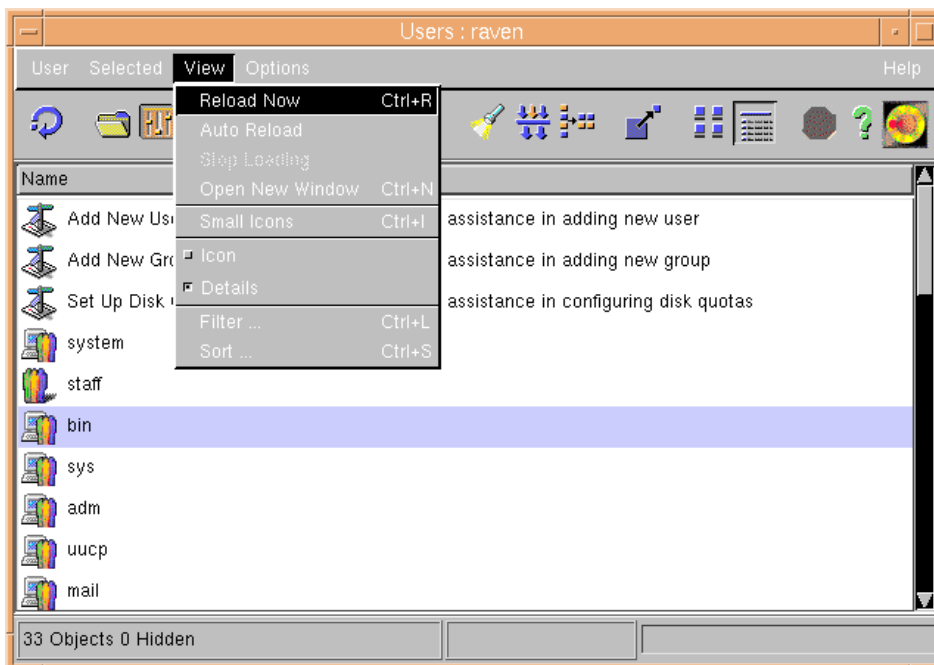 Users : raven
User Selected View Options Help
Reload Now Ctrl+R
Auto Reload
Stop Loading
Open New Window Ctrl+N
Small Icons Ctrl+I
Icon
Details
Filter ... Ctrl+L
Sort ... Ctrl+S
Name
Add New Us assistance in adding new user
Add New Gro assistance in adding new group
Set Up Disk assistance in configuring disk quotas
system
staff
bin
sys
adm
uucp
mail
33 Objects 0 Hidden